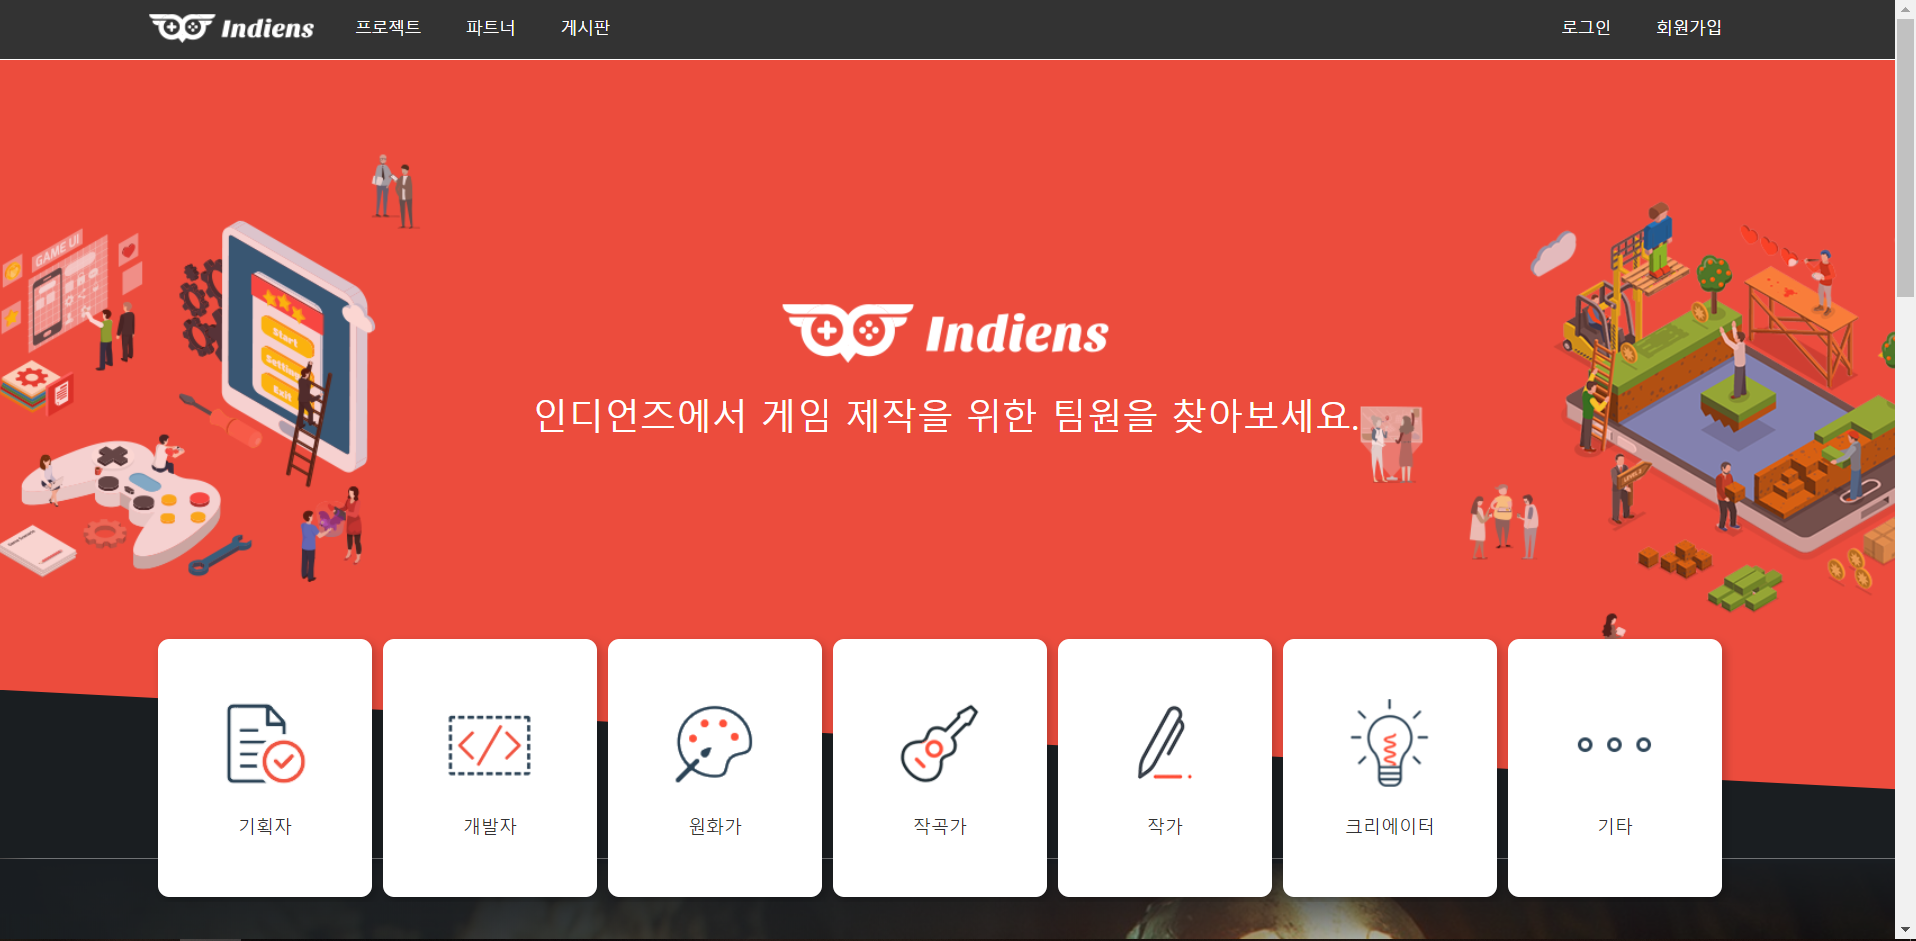 Indiens 프로젝트 파트너 게시판 로그인 회원가입
GAME UI
Start
Setting
Exit
Indiens
인디언즈에서 게임 제작을 위한 팀원을 찾아보세요.
기획자 개발자 원화가 작곡가 작가 크리에이터 기타